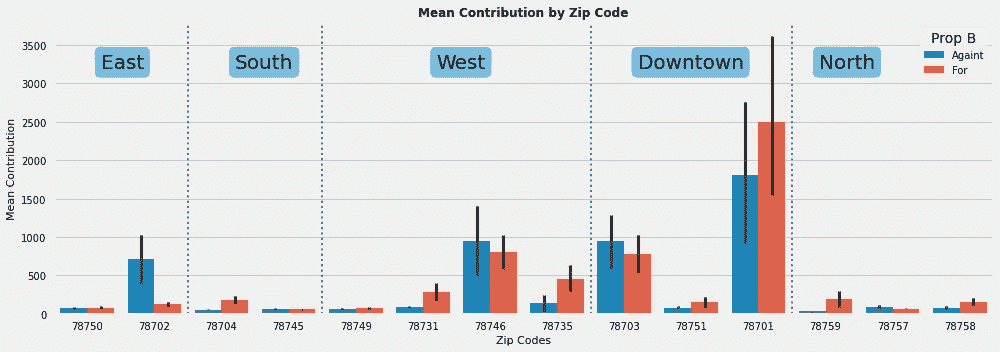 Mean Contribution by Zip Code
East
South
West
Downtown
North
Prop B
Againt
For
Mean Contribution
3500
3000
2500
2000
1500
1000
500
0
78750
78702
78704
78745
78749
78731
78746
78735
78703
78751
78701
78759
78757
78758
Zip Codes